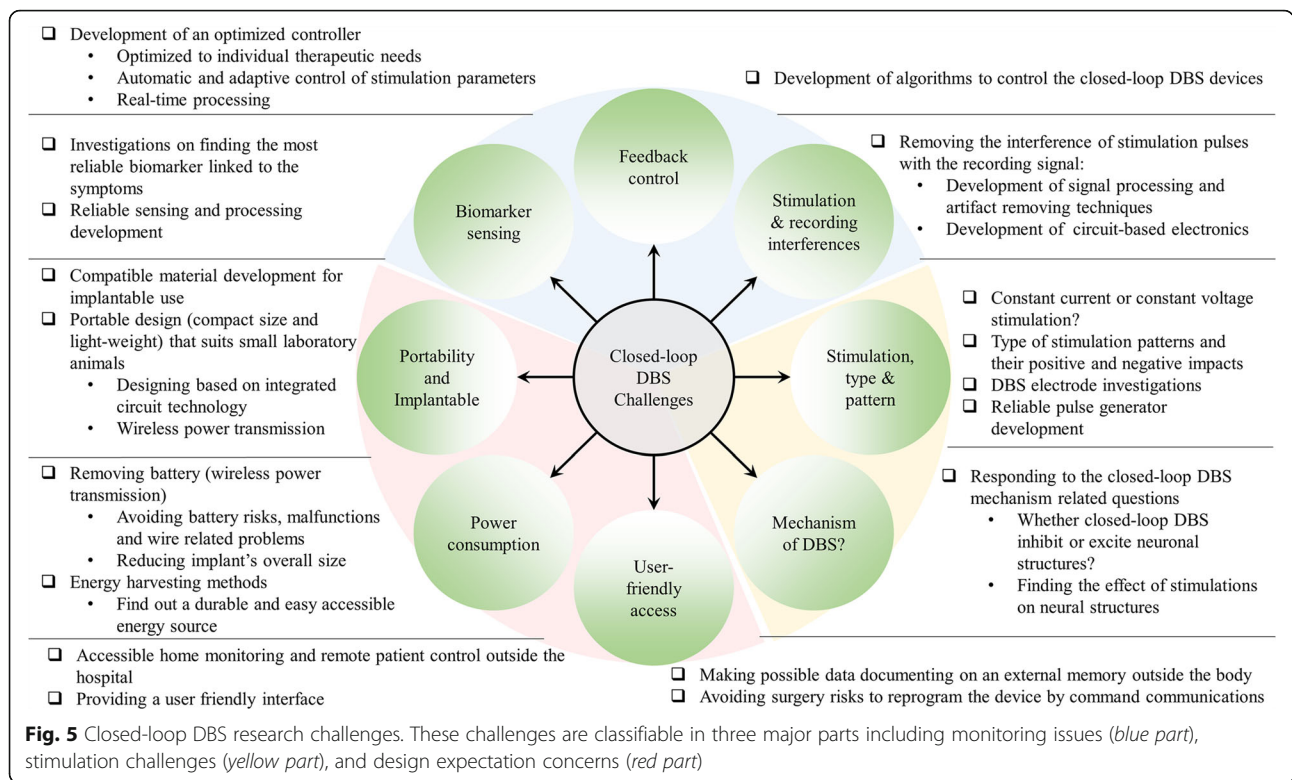 ❑ Development of an optimized controller
• Optimized to individual therapeutic needs
• Automatic and adaptive control of stimulation parameters
• Real-time processing
❑ Development of algorithms to control the closed-loop DBS devices
❑ Investigations on finding the most
reliable biomarker linked to the
symptoms
❑ Reliable sensing and processing
development
❑ Removing the interference of stimulation pulses
with the recording signal:
• Development of signal processing and
artifact removing techniques
• Development of circuit-based electronics
❑ Compatible material development for
implantable use
❑ Portable design (compact size and
light-weight) that suits small laboratory
animals
• Designing based on integrated
circuit technology
• Wireless power transmission
❑ Constant current or constant voltage
stimulation?
❑ Type of stimulation patterns and
their positive and negative impacts
❑ DBS electrode investigations
❑ Reliable pulse generator
development
❑ Removing battery (wireless power
transmission)
• Avoiding battery risks, malfunctions
and wire related problems
• Reducing implant's overall size
❑ Energy harvesting methods
• Find out a durable and easy accessible
energy source
❑ Responding to the closed-loop DBS
mechanism related questions
• Whether closed-loop DBS
inhibit or excite neuronal
structures?
• Finding the effect of stimulations
on neural structures
❑ Accessible home monitoring and remote patient control outside the
hospital
❑ Providing a user friendly interface
❑ Making possible data documenting on an external memory outside the body
❑ Avoiding surgery risks to reprogram the device by command communications
Feedback
control
Biomarker
sensing
Stimulation
& recording
interferences
Portability
and
Implantable
Closed-loop
DBS
Challenges
Stimulation,
type &
pattern
Power
consumption
User-
friendly
access
Mechanism
of DBS?
Fig. 5 Closed-loop DBS research challenges. These challenges are classifiable in three major parts including monitoring issues (blue part),
stimulation challenges (yellow part), and design expectation concerns (red part)